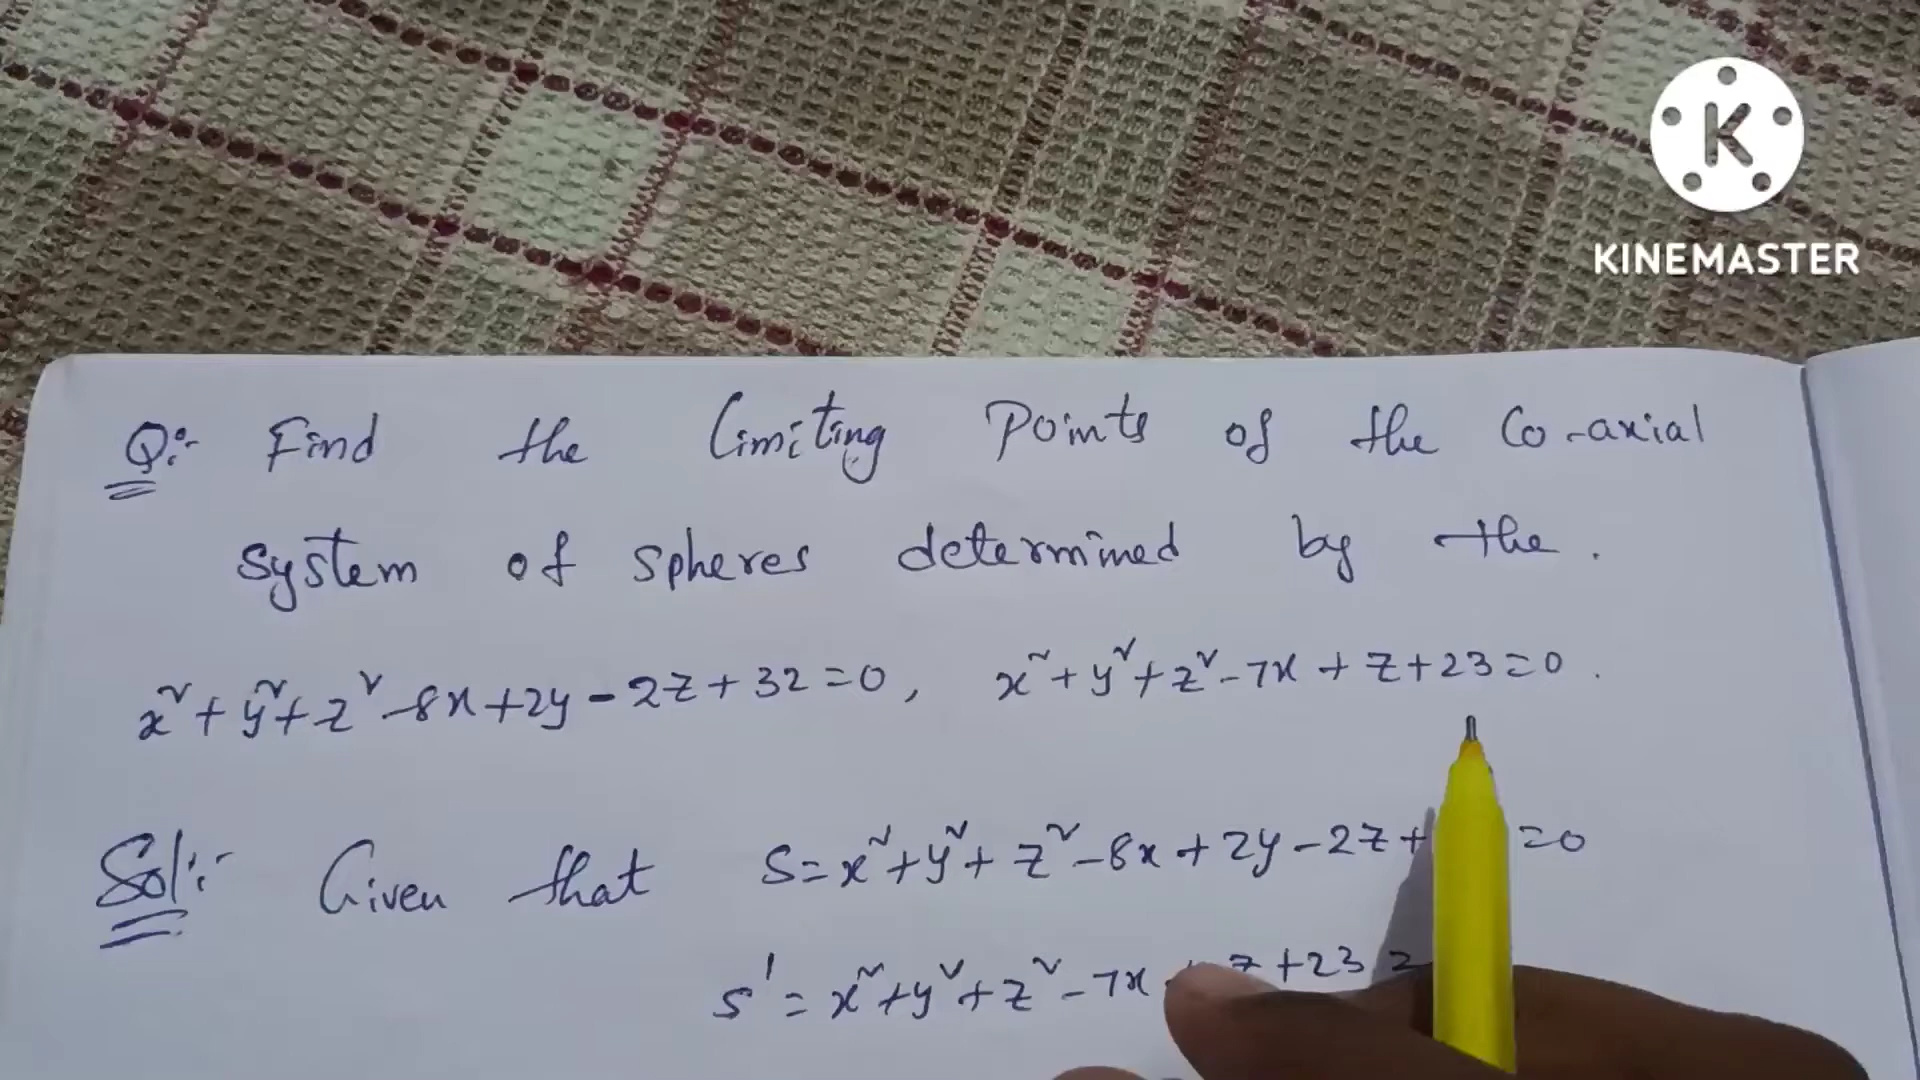 KINEMASTER
Q:- Find the Limiting Points of the Co-axial
system of spheres determined by the .
x²+y²+z²-8x+2y-2z+32=0, x²+y²+z²-7x+z+23=0.
Sol:- Given that S=x²+y²+z²-8x+2y-2z+ =0
s'=x²+y²+z²-7x+z+23=